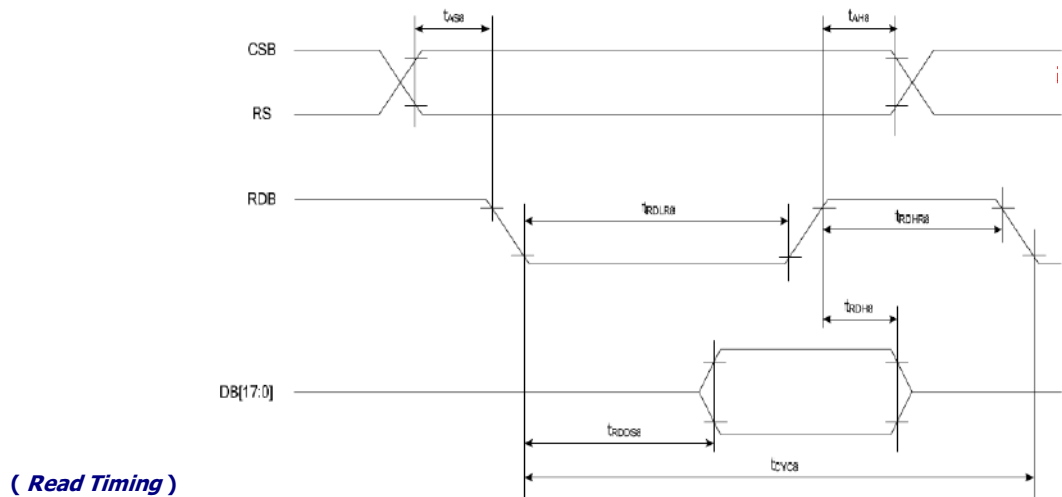 tAS8 tAH8
CSB
RS
RDB
tRDLR8
tRDHR8
tRDH8
DB[17:0]
tRDDS8
tCYC8
( Read Timing )